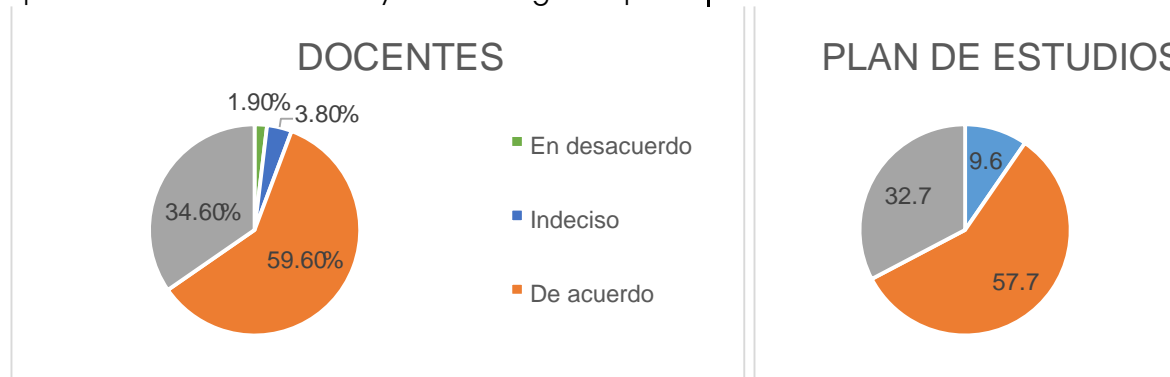 DOCENTES
1.90%
3.80%
34.60%
59.60%
En desacuerdo
Indeciso
De acuerdo
PLAN DE ESTUDIOS
9.6
32.7
57.7